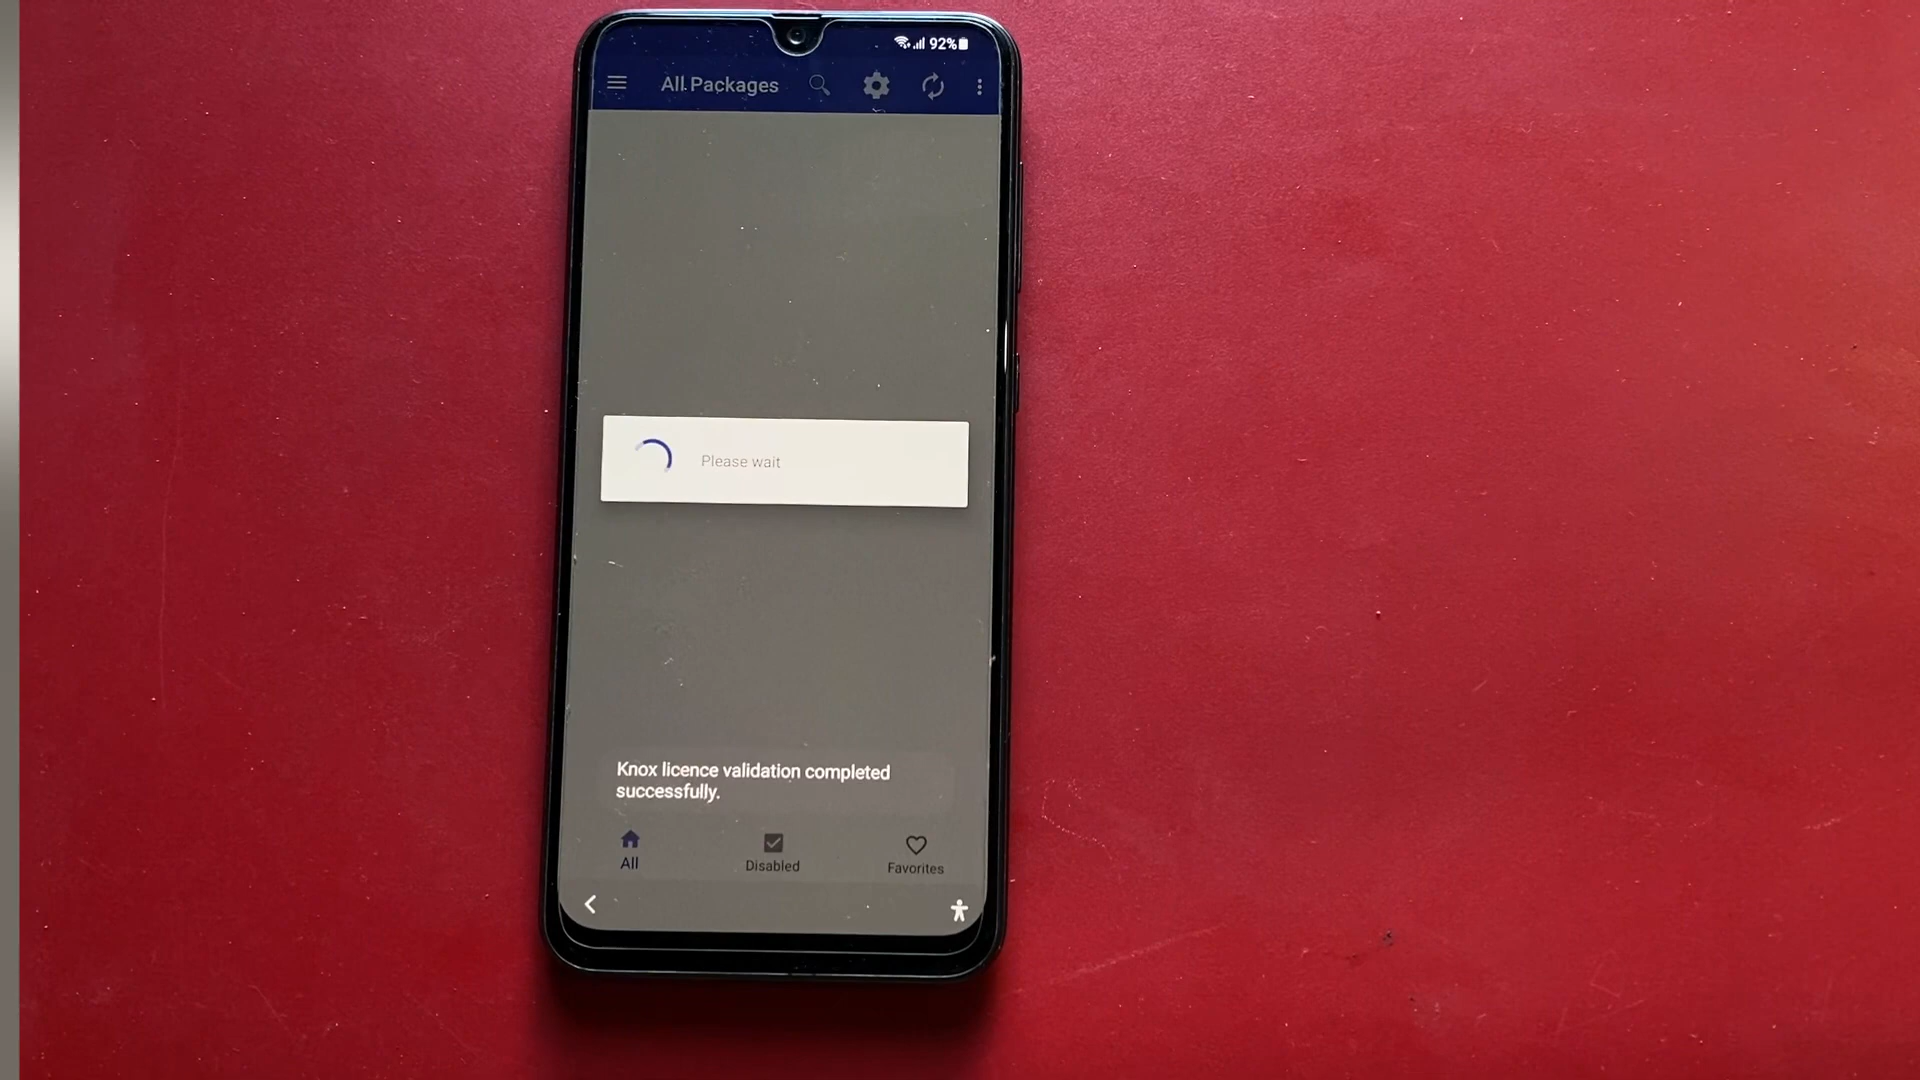 92%
All Packages
Please wait
Knox licence validation completed
successfully.
All
Disabled
Favorites